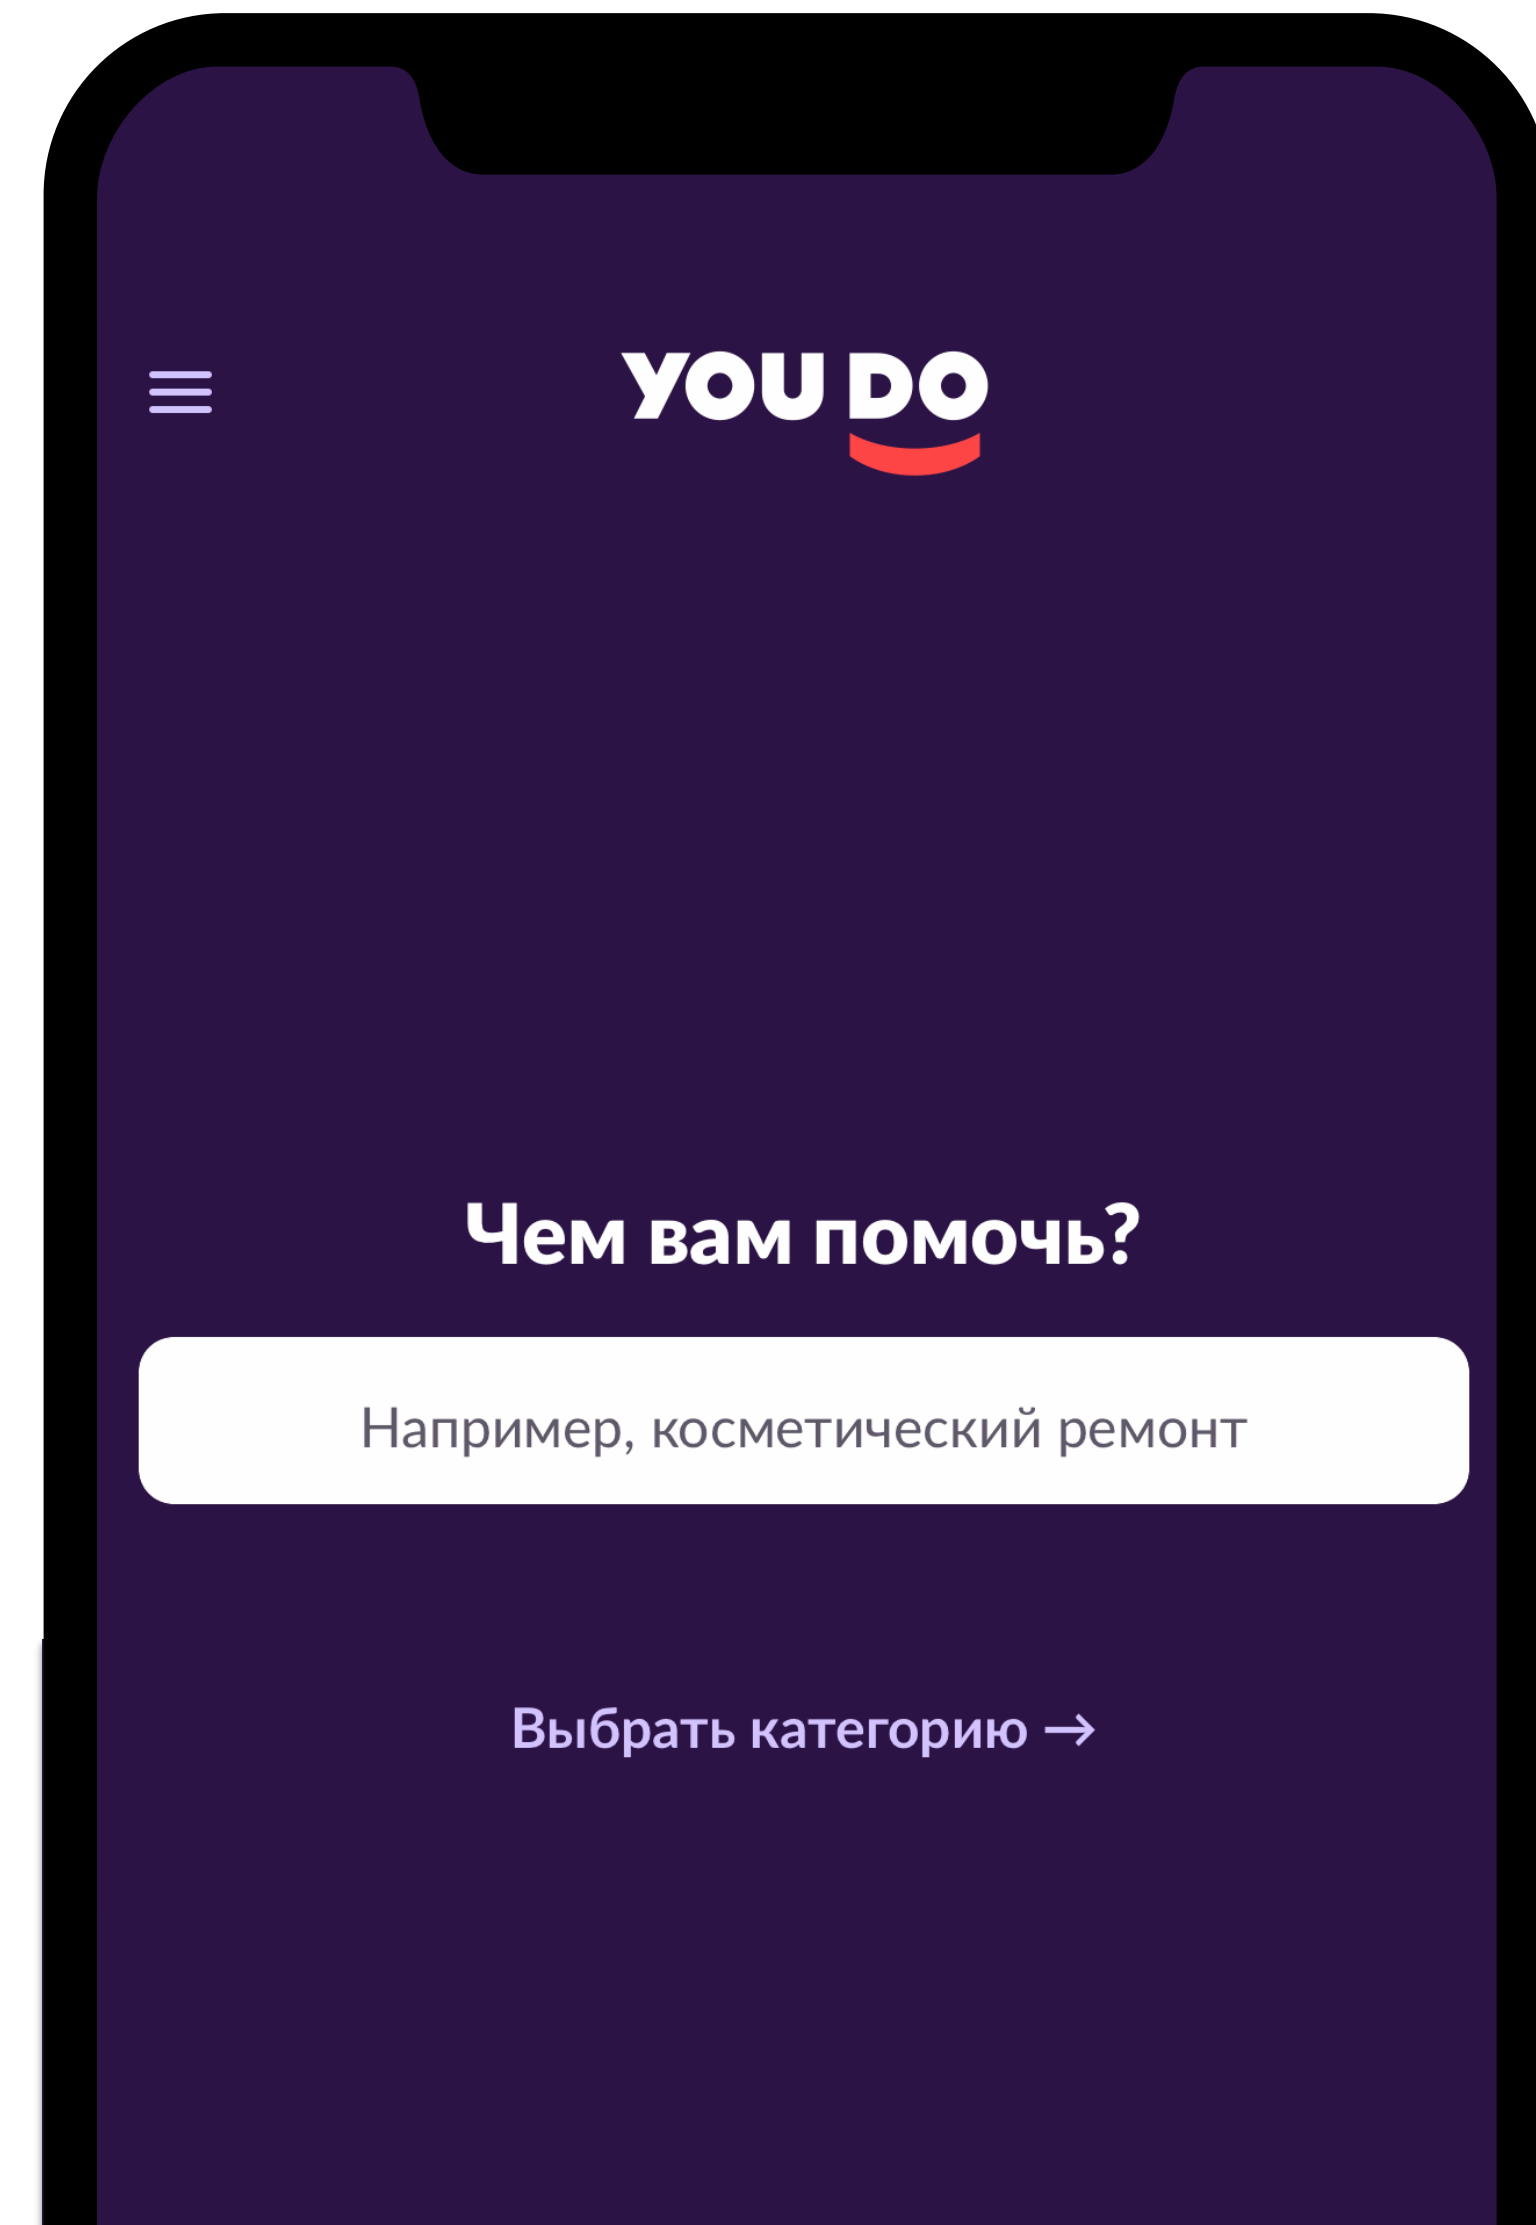 YOU DO
Чем вам помочь?
Например, косметический ремонт
Выбрать категорию →